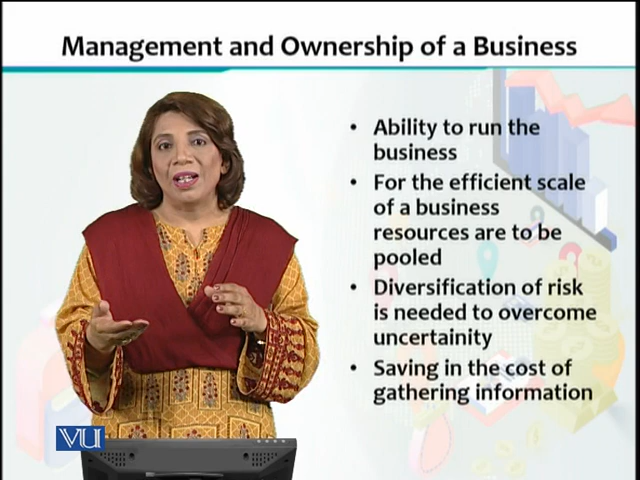 Management and Ownership of a Business
• Ability to run the
business
• For the efficient scale
of a business
resources are to be
pooled
• Diversification of risk
is needed to overcome
uncertainity
• Saving in the cost of
gathering information
VU